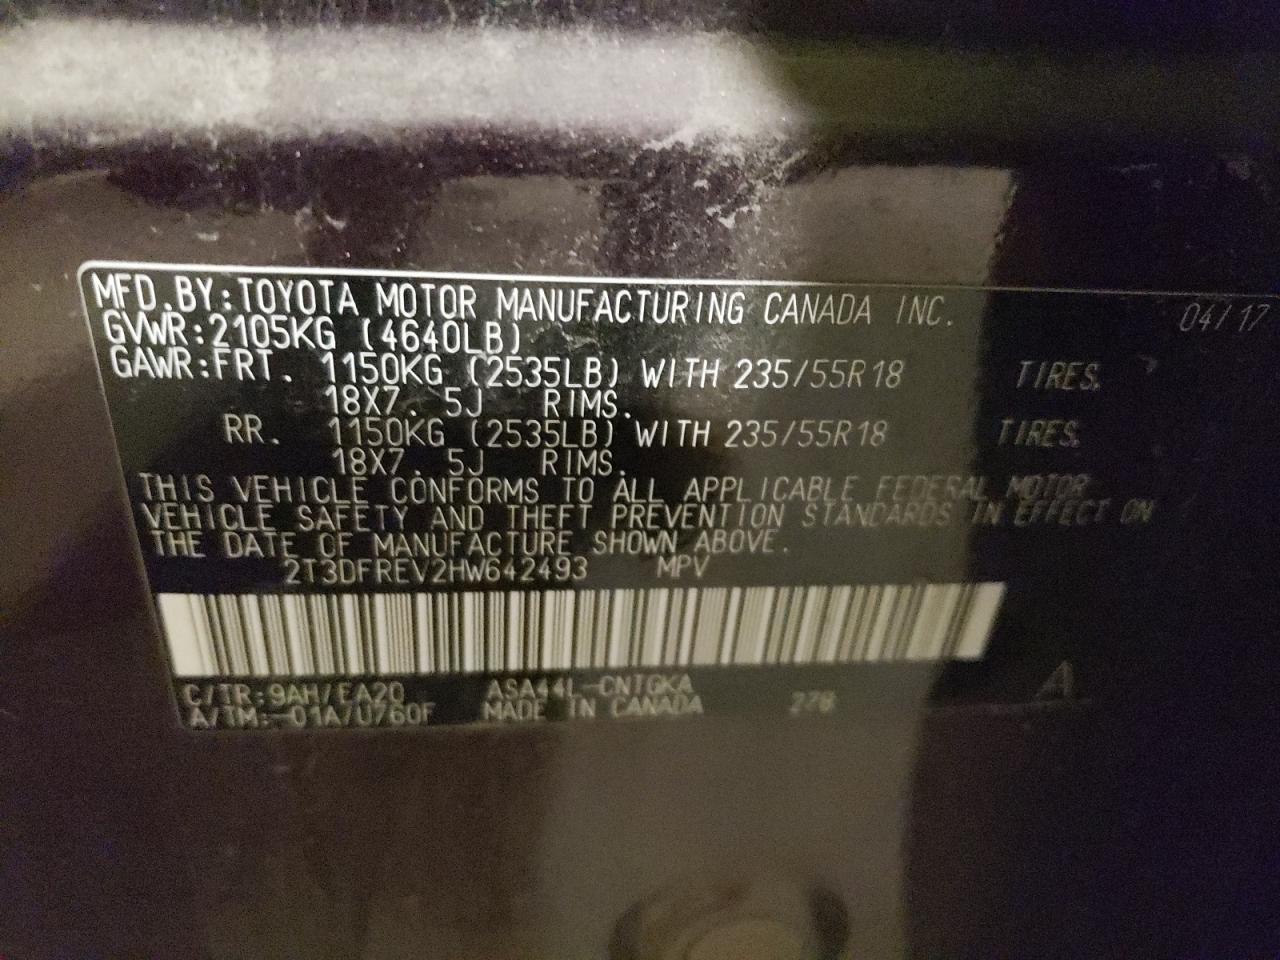 MFD.BY:TOYOTA MOTOR MANUFACTURING CANADA INC. 04/17
GVWR:2105KG (4640LB)
GAWR:FRT. 1150KG (2535LB) WITH 235/55R18 TIRES.
18X7. 5J RIMS.
RR. 1150KG (2535LB) WITH 235/55R18 TIRES.
18X7. 5J RIMS.
THIS VEHICLE CONFORMS TO ALL APPLICABLE FEDERAL MOTOR
VEHICLE SAFETY AND THEFT PREVENTION STANDARDS IN EFFECT ON
THE DATE OF MANUFACTURE SHOWN ABOVE.
2T3DFREV2HW642493 MPV
C/TR:9AH/EA20 ASA44L-CNTGKA
A/TM:-01A/U760F MADE IN CANADA 278 A